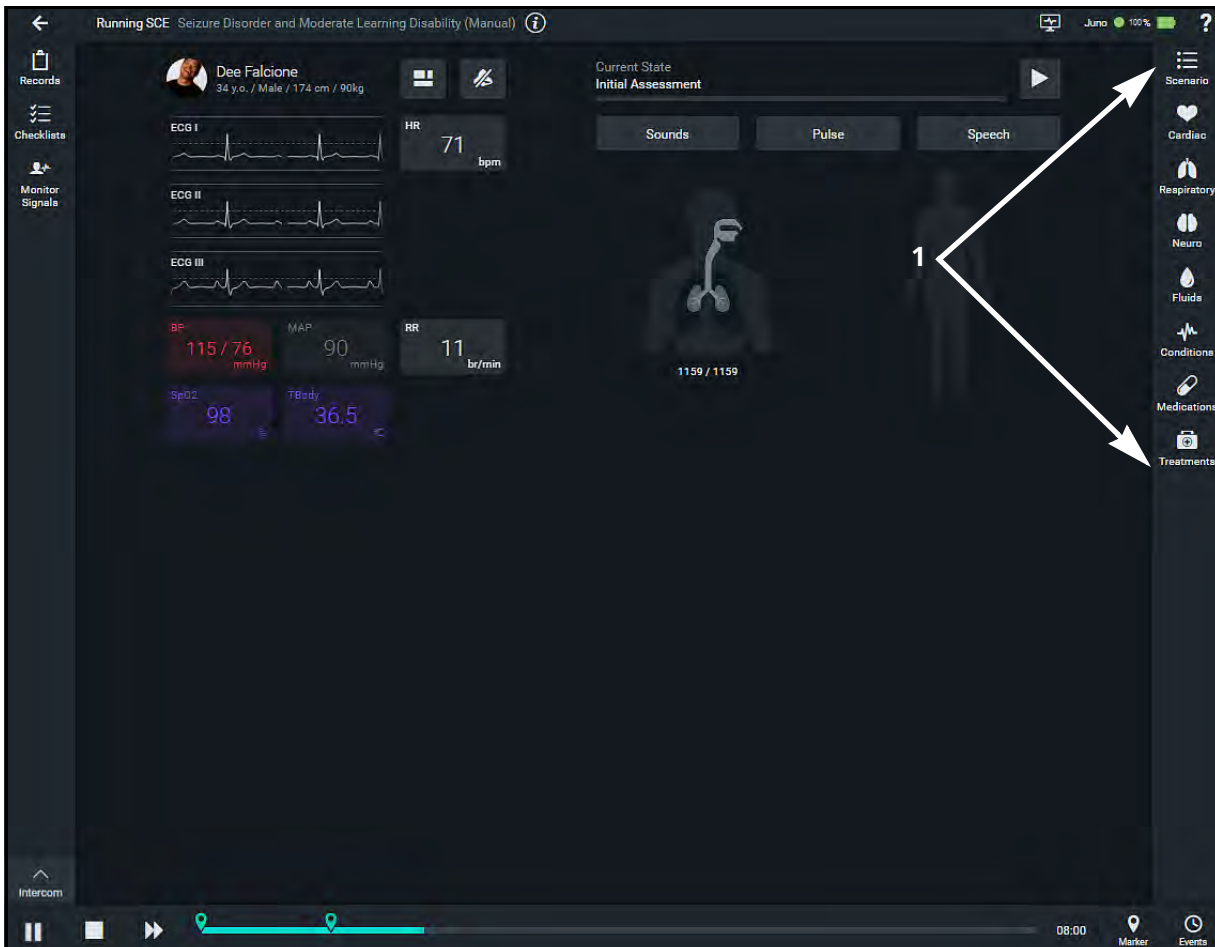 Running SCE Seizure Disorder and Moderate Learning Disability (Manual) i
Juno 100% ?
Records
Checklists
Monitor
Signals
Dee Falcione
34 y.o. / Male / 174 cm / 90kg
ECG I
HR
71
bpm
ECG II
ECG III
BP
115 / 76
mmHg
MAP
90
mmHg
RR
11
br/min
SpO2
98
%
TBody
36.5
°C
Current State
Initial Assessment
Sounds
Pulse
Speech
1159 / 1159
1
Scenario
Cardiac
Respiratory
Neuro
Fluids
Conditions
Medications
Treatments
Intercom
08:00
Marker
Events